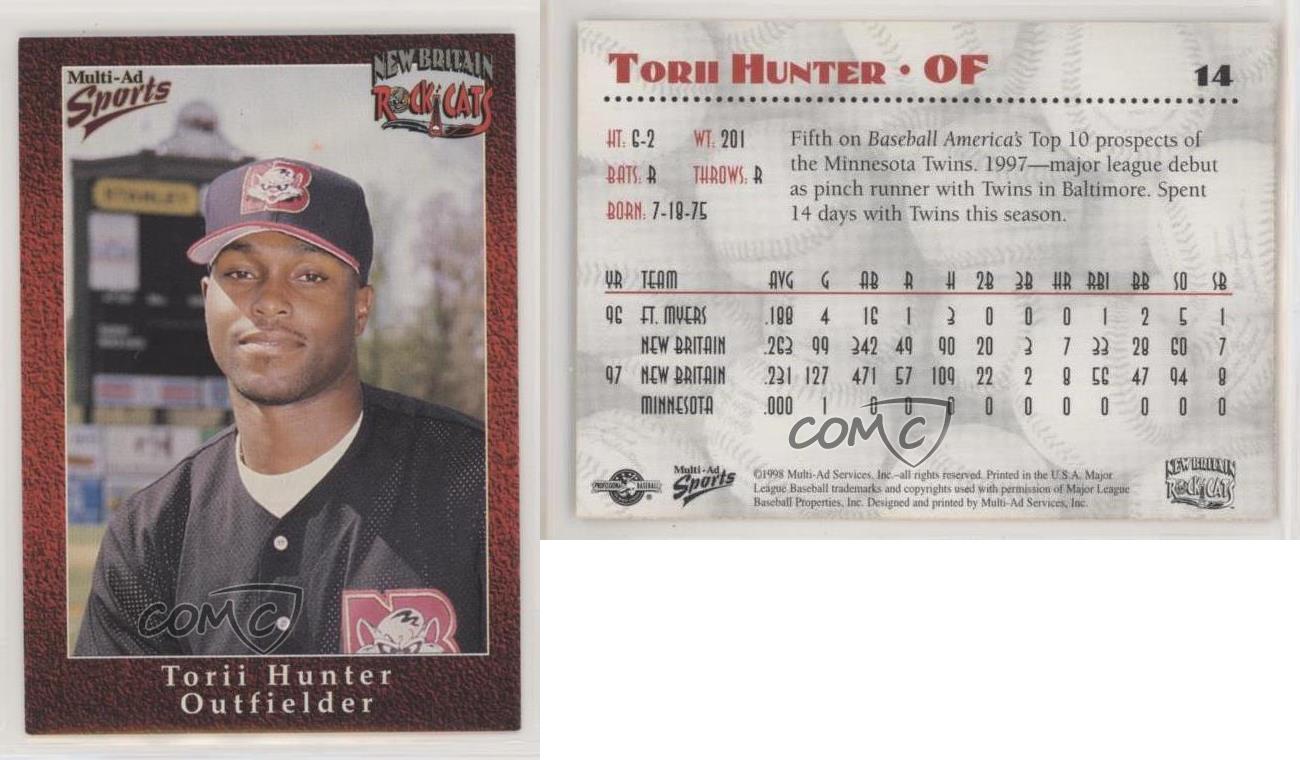 Multi-Ad
Sports
NEW BRITAIN
ROCK CATS
STANLEY
NB
COMC
Torii Hunter
Outfielder
TORII HUNTER • OF 14
HT: 6-2 WT: 201
BATS: R THROWS: R
BORN: 7-18-75
Fifth on Baseball America's Top 10 prospects of
the Minnesota Twins. 1997—major league debut
as pinch runner with Twins in Baltimore. Spent
14 days with Twins this season.
YR TEAM AVG G AB R H 2B 3B HR RBI BB SO SB
96 FT. MYERS .188 4 16 1 3 0 0 0 1 2 5 1
NEW BRITAIN .263 99 342 49 90 20 3 7 33 28 60 7
97 NEW BRITAIN .231 127 471 57 109 22 2 8 56 47 94 8
MINNESOTA .000 1 0 0 0 0 0 0 0 0 0 0
COMC
PROFESSIONAL BASEBALL
Multi-Ad
Sports
©1998 Multi-Ad Services, Inc.–all rights reserved. Printed in the U.S.A. Major
League Baseball trademarks and copyrights used with permission of Major League
Baseball Properties, Inc. Designed and printed by Multi-Ad Services, Inc.
NEW BRITAIN
ROCK CATS